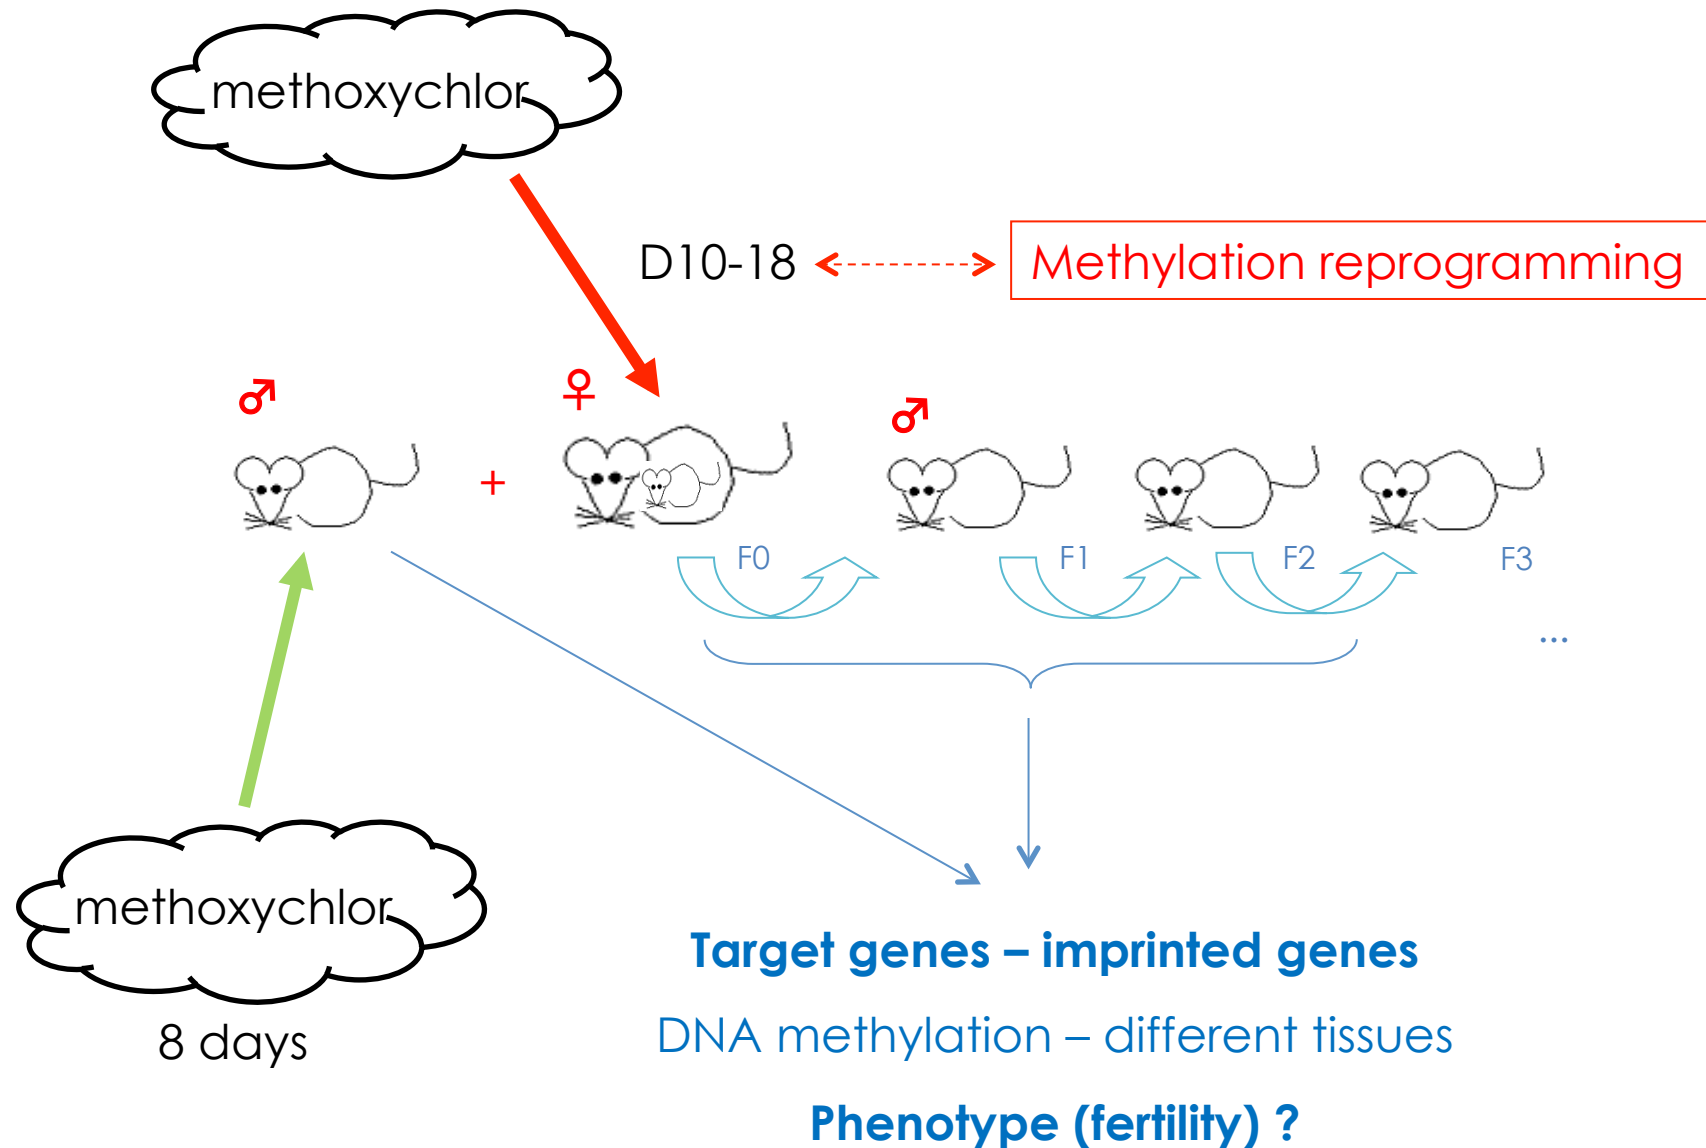 methoxychlor
D10-18
Methylation reprogramming
♂
♀
♂
+
F0
F1
F2
F3
...
methoxychlor
8 days
Target genes – imprinted genes
DNA methylation – different tissues
Phenotype (fertility) ?